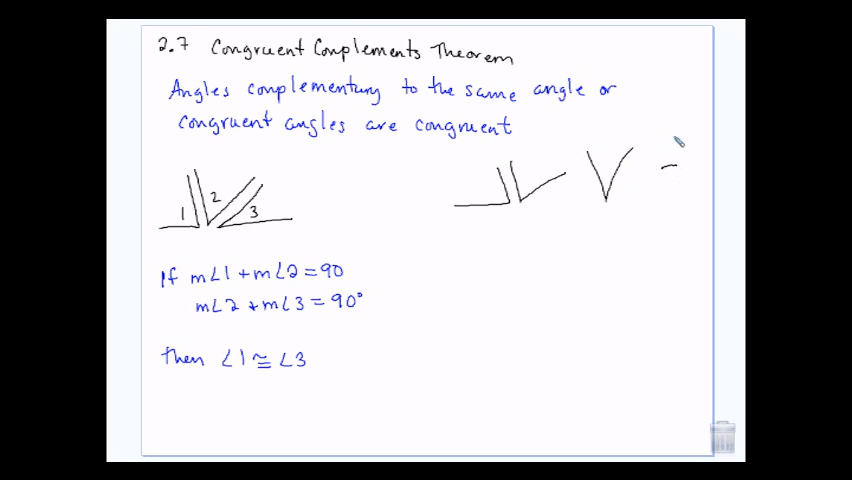 2.7 Congruent Complements Theorem
Angles complementary to the same angle or
congruent angles are congruent
1 2 3
If m∠1 + m∠2 = 90
m∠2 + m∠3 = 90°
then ∠1 ≅ ∠3